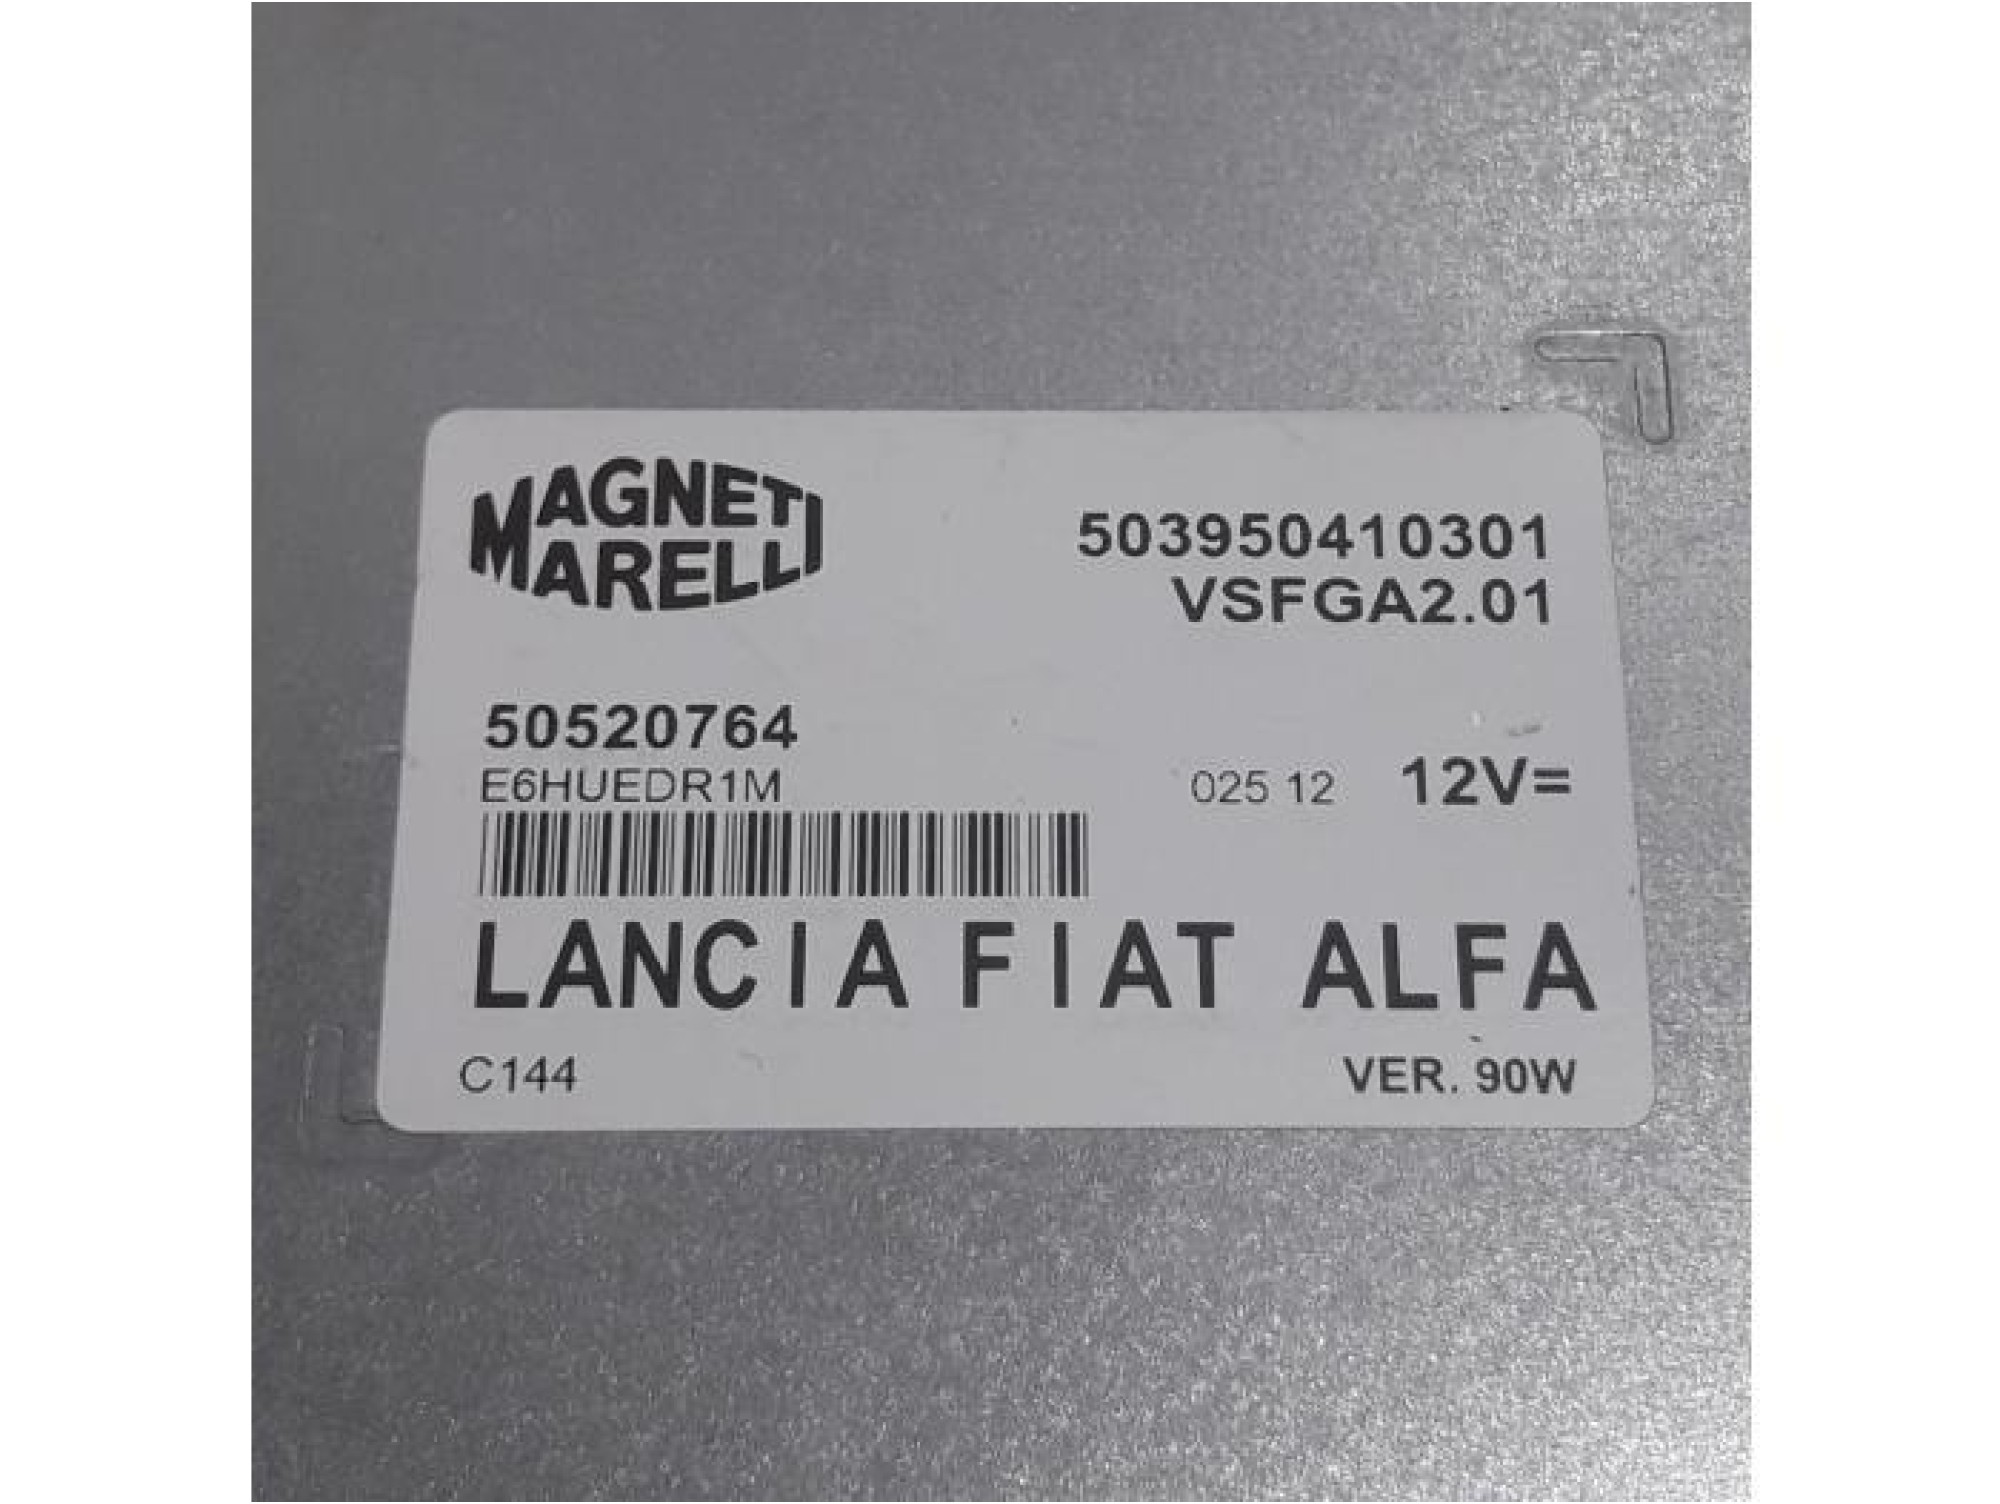 MAGNETI
MARELLI
503950410301
VSFGA2.01
50520764
E6HUEDR1M
025 12 12V=
LANCIA FIAT ALFA
C144 VER. 90W